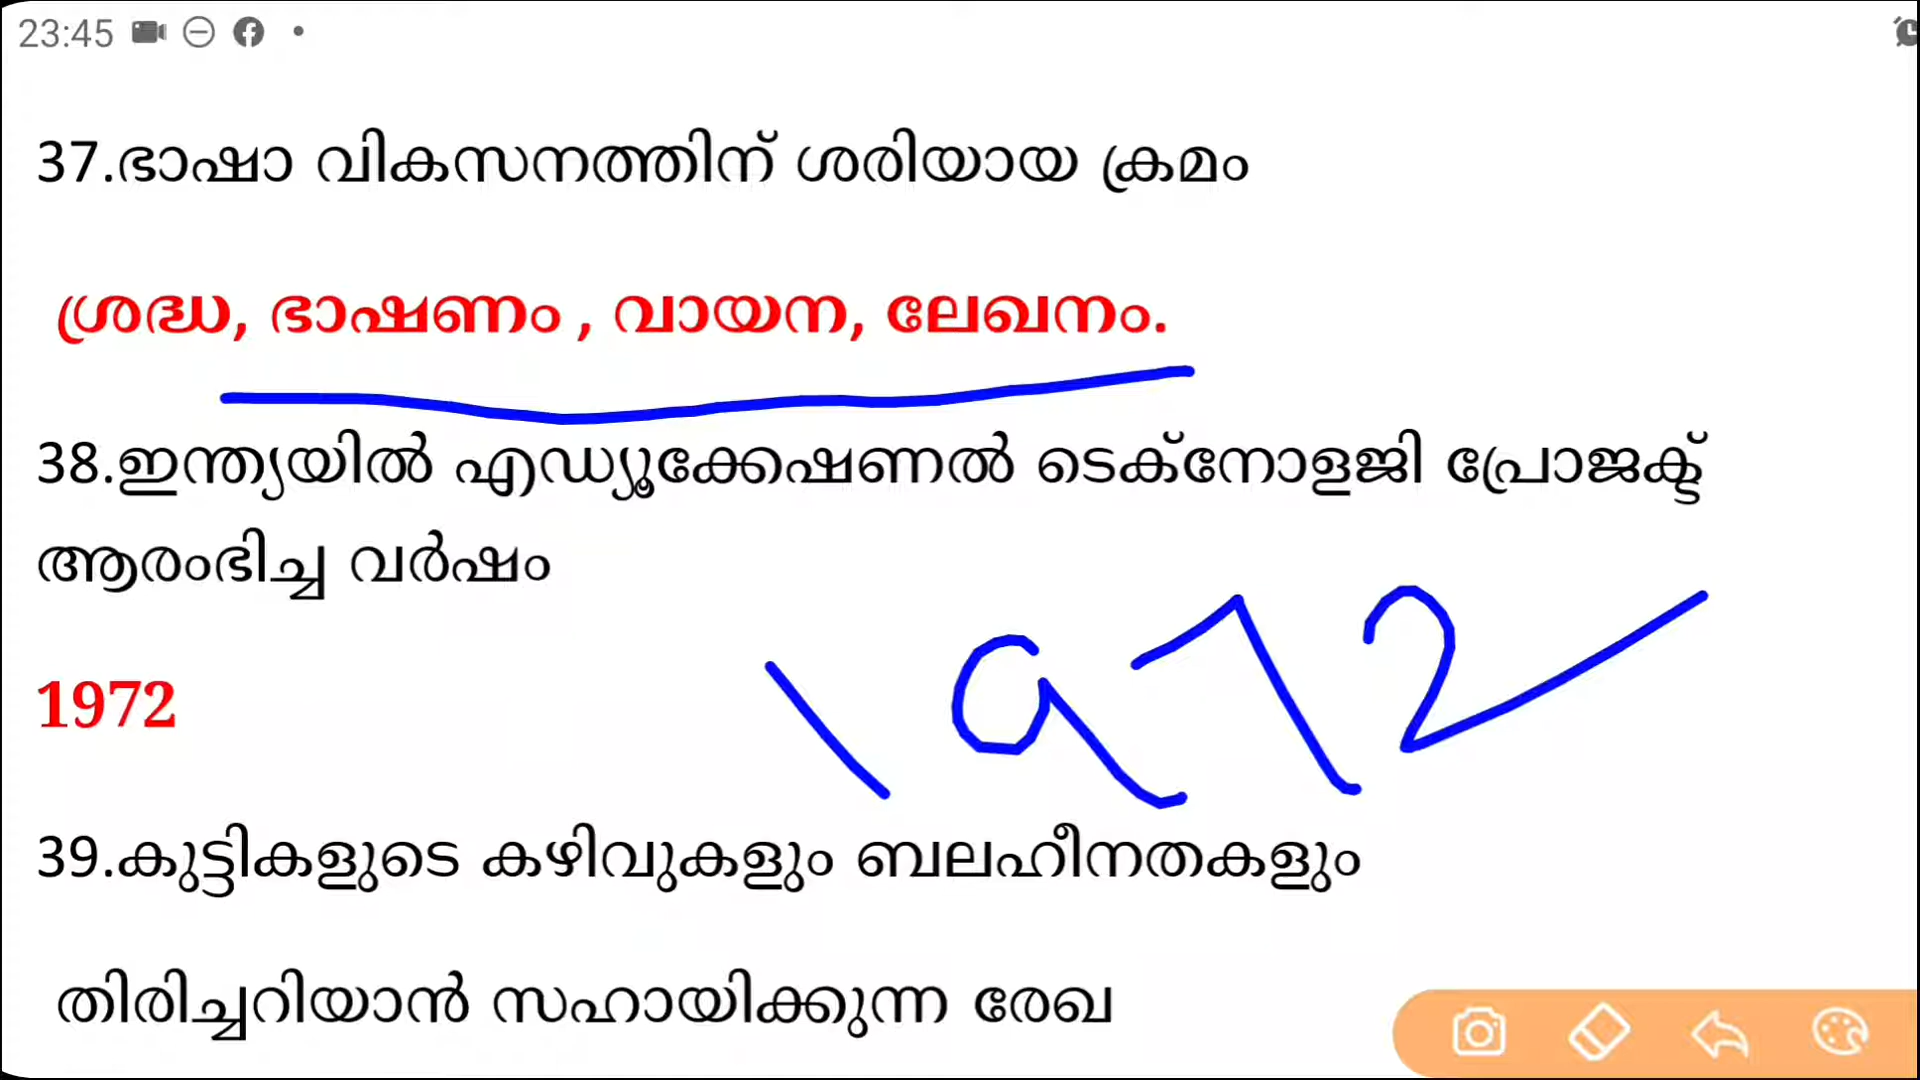 23:45
37.ഭാഷാ വികസനത്തിന് ശരിയായ ക്രമം
ശ്രദ്ധ, ഭാഷണം , വായന, ലേഖനം.
38.ഇന്ത്യയിൽ എഡ്യൂക്കേഷണൽ ടെക്നോളജി പ്രോജക്ട്
ആരംഭിച്ച വർഷം
1972
1972
39.കുട്ടികളുടെ കഴിവുകളും ബലഹീനതകളും
തിരിച്ചറിയാൻ സഹായിക്കുന്ന രേഖ